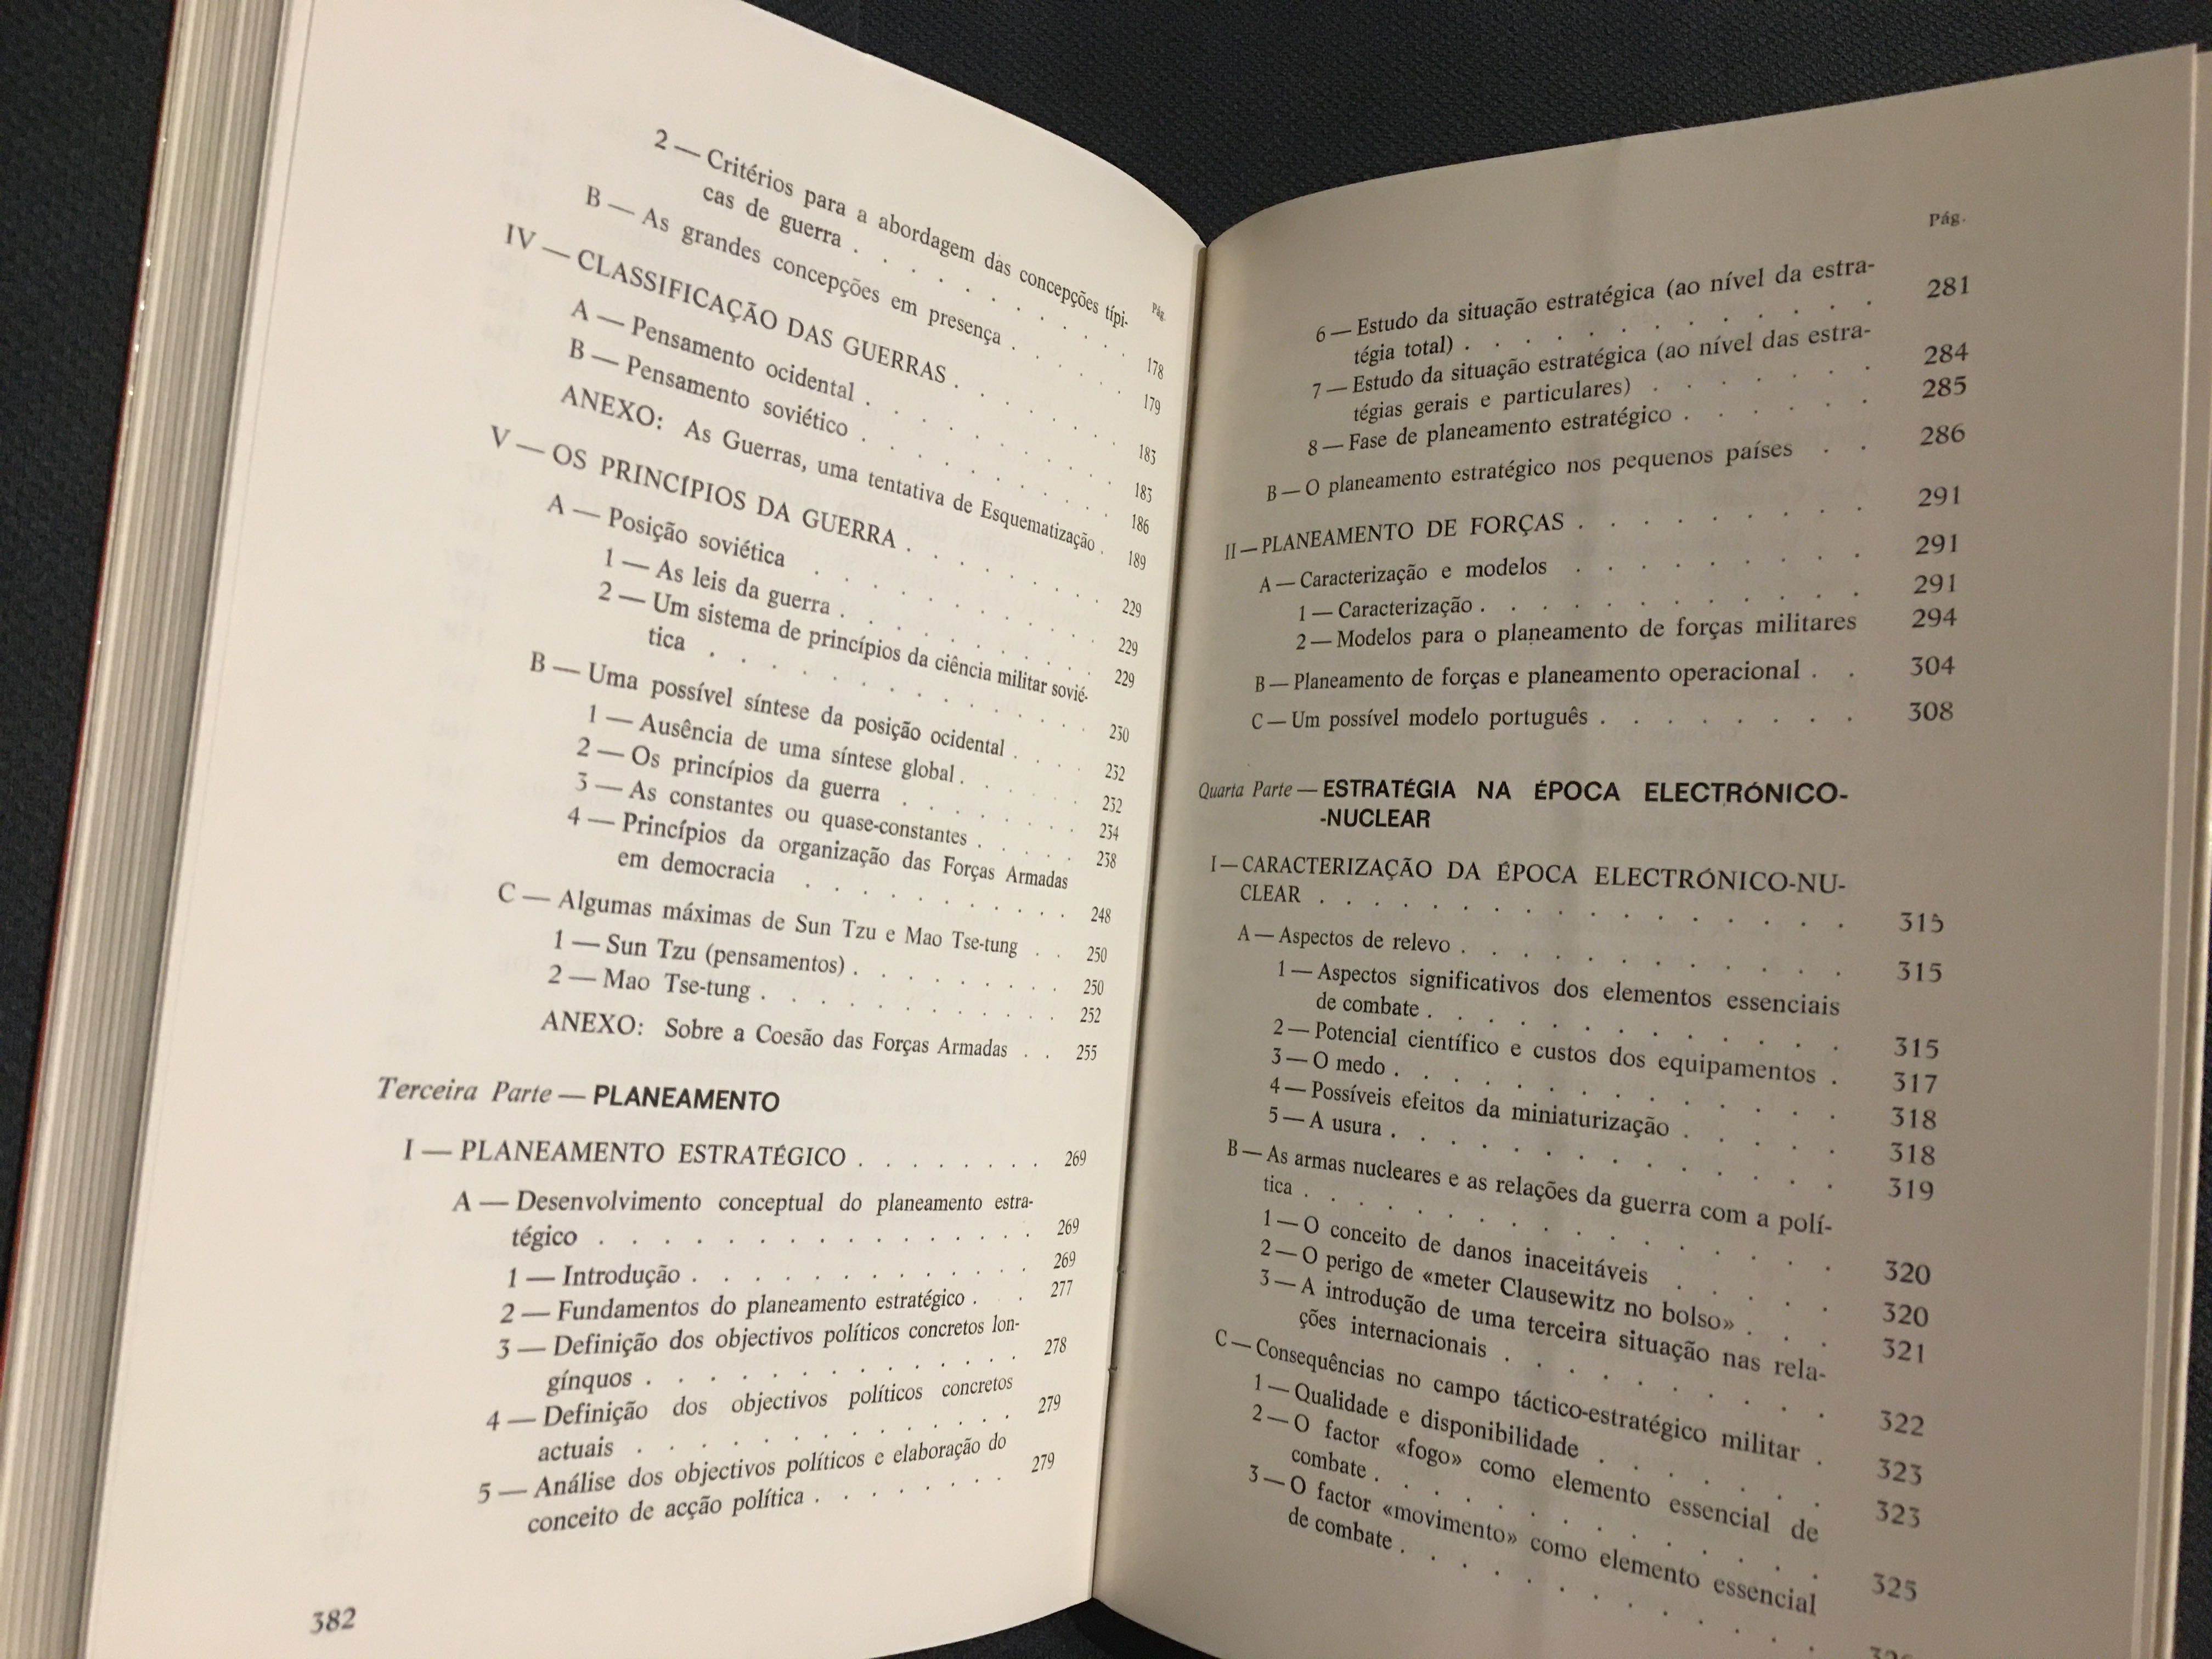 Pág.
2 — Critérios para a abordagem das concepções típi-
cas de guerra . . . . . . . . 178
B — As grandes concepções em presença . . . . . 179
IV — CLASSIFICAÇÃO DAS GUERRAS . . . . . . 183
A — Pensamento ocidental . . . . . . . . 183
B — Pensamento soviético . . . . . . . . 186
ANEXO: As Guerras, uma tentativa de Esquematização . 189
V — OS PRINCÍPIOS DA GUERRA . . . . . . . 229
A — Posição soviética . . . . . . . . . 229
1 — As leis da guerra . . . . . . . . 229
2 — Um sistema de princípios da ciência militar sovié-
tica . . . . . . . . . . . 230
B — Uma possível síntese da posição ocidental . . . 232
1 — Ausência de uma síntese global . . . . . 232
2 — Os princípios da guerra . . . . . . 234
3 — As constantes ou quase-constantes . . . . . 238
4 — Princípios da organização das Forças Armadas
em democracia . . . . . . . . . . 248
C — Algumas máximas de Sun Tzu e Mao Tse-tung . . 250
1 — Sun Tzu (pensamentos) . . . . . . . . 250
2 — Mao Tse-tung . . . . . . . . . . . 252
ANEXO: Sobre a Coesão das Forças Armadas . . 255
Terceira Parte — PLANEAMENTO
I — PLANEAMENTO ESTRATÉGICO . . . . . . . 269
A — Desenvolvimento conceptual do planeamento estra-
tégico . . . . . . . . . . . . . . 269
1 — Introdução . . . . . . . . . . . 269
2 — Fundamentos do planeamento estratégico . . 277
3 — Definição dos objectivos políticos concretos lon-
gínquos . . . . . . . . . . . . 278
4 — Definição dos objectivos políticos concretos
actuais . . . . . . . . . . . . 279
5 — Análise dos objectivos políticos e elaboração do
conceito de acção política . . . . . . . 279
382
Pág.
6 — Estudo da situação estratégica (ao nível da estra-
tégia total) . . . . . . . . . . . 281
7 — Estudo da situação estratégica (ao nível das estra-
tégias gerais e particulares) . . . . . . 284
8 — Fase de planeamento estratégico . . . . . 285
B — O planeamento estratégico nos pequenos países . . 286
II — PLANEAMENTO DE FORÇAS . . . . . . . . 291
A — Caracterização e modelos . . . . . . . . 291
1 — Caracterização . . . . . . . . . . . 291
2 — Modelos para o planeamento de forças militares 294
B — Planeamento de forças e planeamento operacional . . 304
C — Um possível modelo português . . . . . . . 308
Quarta Parte — ESTRATÉGIA NA ÉPOCA ELECTRÓNICO-
-NUCLEAR
I — CARACTERIZAÇÃO DA ÉPOCA ELECTRÓNICO-NU-
CLEAR . . . . . . . . . . . . . . . 315
A — Aspectos de relevo . . . . . . . . . . . 315
1 — Aspectos significativos dos elementos essenciais
de combate . . . . . . . . . . . . 315
2 — Potencial científico e custos dos equipamentos . 317
3 — O medo . . . . . . . . . . . . . 318
4 — Possíveis efeitos da miniaturização . . . . . 318
5 — A usura . . . . . . . . . . . . . 319
B — As armas nucleares e as relações da guerra com a polí-
tica . . . . . . . . . . . . . . . 320
1 — O conceito de danos inaceitáveis . . . . . 320
2 — O perigo de «meter Clausewitz no bolso» . . . 321
3 — A introdução de uma terceira situação nas rela-
ções internacionais . . . . . . . . . 322
C — Consequências no campo táctico-estratégico militar . 323
1 — Qualidade e disponibilidade . . . . . . . 323
2 — O factor «fogo» como elemento essencial de
combate . . . . . . . . . . . . . 325
3 — O factor «movimento» como elemento essencial
de combate . . . . . . . . . . . .